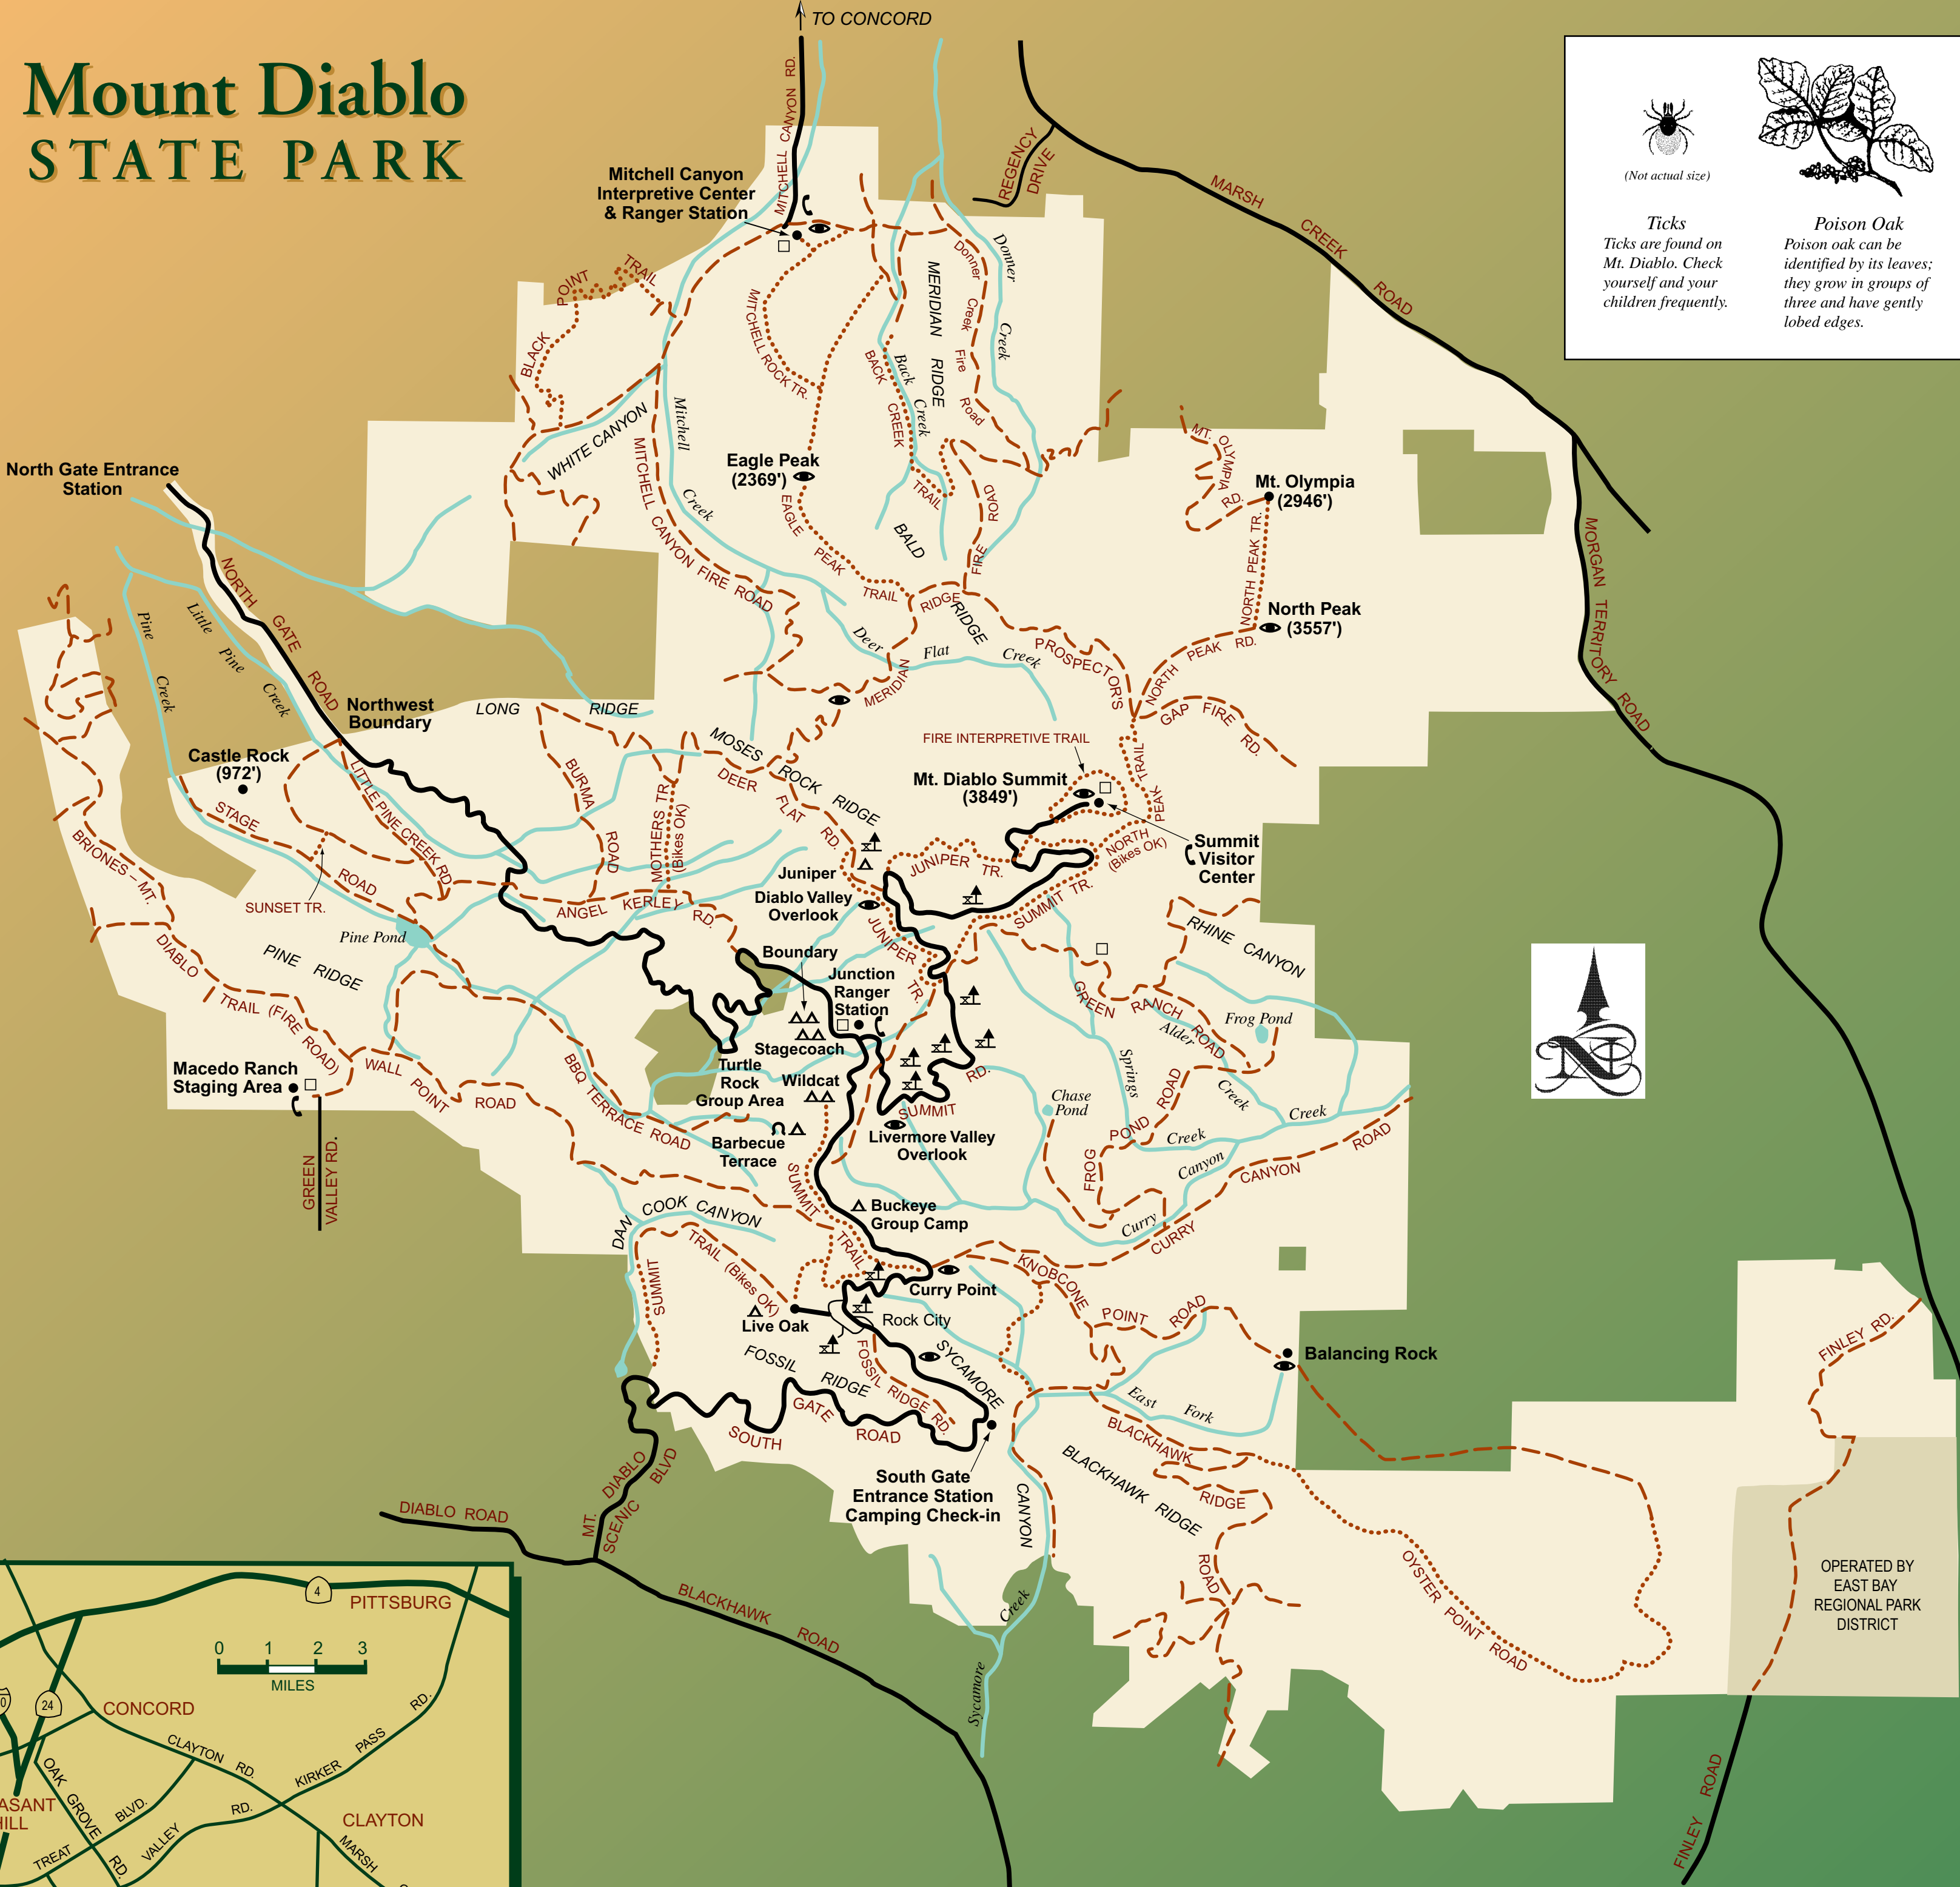 TO CONCORD
Mount Diablo
STATE PARK
MITCHELL CANYON RD.
REGENCY
DRIVE
MARSH CREEK ROAD
(Not actual size)
Ticks
Ticks are found on
Mt. Diablo. Check
yourself and your
children frequently.
Poison Oak
Poison oak can be
identified by its leaves;
they grow in groups of
three and have gently
lobed edges.
Mitchell Canyon
Interpretive Center
& Ranger Station
BLACK POINT TRAIL
MITCHELL ROCK TR.
MERIDIAN RIDGE
Donner Creek
Donner Creek Fire Road
Back Creek
BACK CREEK TRAIL
WHITE CANYON
Mitchell Creek
MITCHELL CANYON FIRE ROAD
Eagle Peak
(2369')
EAGLE PEAK TRAIL
BALD RIDGE
MERIDIAN RIDGE FIRE ROAD
MT. OLYMPIA RD.
Mt. Olympia
(2946')
NORTH PEAK TR.
North Peak
(3557')
NORTH PEAK RD.
PROSPECTOR'S
GAP FIRE RD.
MORGAN TERRITORY ROAD
North Gate Entrance
Station
NORTH GATE ROAD
Pine Creek
Little Pine Creek
Deer Flat Creek
Northwest
Boundary
LONG RIDGE
Castle Rock
(972')
STAGE ROAD
LITTLE PINE CREEK RD
SUNSET TR.
BURMA ROAD
MOTHERS TR.
(Bikes OK)
MOSES ROCK RIDGE
DEER FLAT RD.
FIRE INTERPRETIVE TRAIL
Mt. Diablo Summit
(3849')
NORTH PEAK TRAIL
(Bikes OK)
Summit
Visitor
Center
JUNIPER TR.
SUMMIT TR.
Juniper
Diablo Valley
Overlook
JUNIPER TR.
BRIONES – MT. DIABLO TRAIL (FIRE ROAD)
ANGEL KERLEY RD.
Pine Pond
PINE RIDGE
Boundary
Junction
Ranger
Station
Stagecoach
RHINE CANYON
GREEN RANCH ROAD
Frog Pond
Alder Creek
Springs
Creek
Macedo Ranch
Staging Area
WALL POINT ROAD
GREEN
VALLEY RD.
BBQ TERRACE ROAD
Turtle
Rock
Group Area
Wildcat
Barbecue
Terrace
SUMMIT RD.
Livermore Valley
Overlook
Chase
Pond
FROG POND ROAD
Creek
Curry Canyon
CURRY CANYON ROAD
SUMMIT TRAIL
Buckeye
Group Camp
DAN COOK CANYON
SUMMIT TRAIL (Bikes OK)
Curry Point
KNOBCONE POINT ROAD
Live Oak
Rock City
Balancing Rock
FINLEY RD.
FOSSIL RIDGE
FOSSIL RIDGE RD.
SYCAMORE CANYON
SOUTH GATE ROAD
East Fork
BLACKHAWK RIDGE ROAD
BLACKHAWK RIDGE
South Gate
Entrance Station
Camping Check-in
MT. DIABLO
SCENIC BLVD
DIABLO ROAD
BLACKHAWK ROAD
Sycamore Creek
OYSTER POINT ROAD
OPERATED BY
EAST BAY
REGIONAL PARK
DISTRICT
FINLEY ROAD
4
PITTSBURG
0 1 2 3
MILES
24
CONCORD
CLAYTON RD.
KIRKER PASS RD.
OAK GROVE RD.
TREAT BLVD.
VALLEY RD.
CLAYTON
MARSH
ASANT
HILL